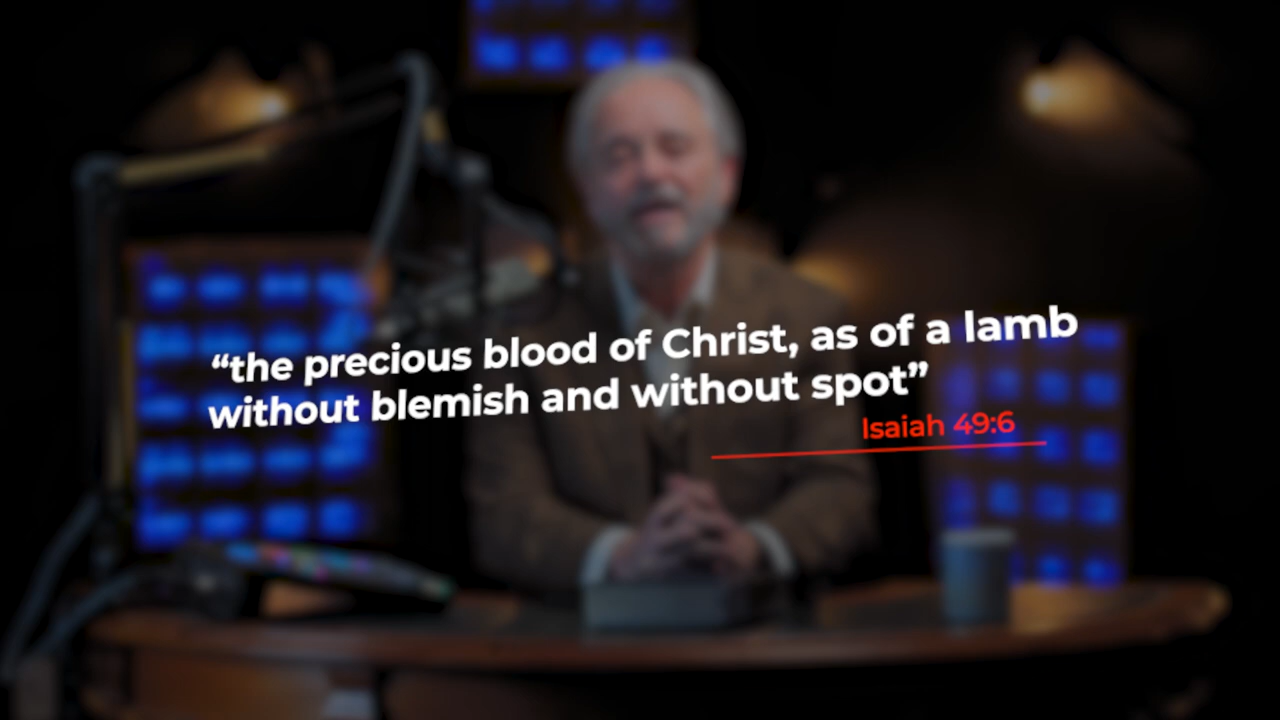 “the precious blood of Christ, as of a lamb
without blemish and without spot”
Isaiah 49:6